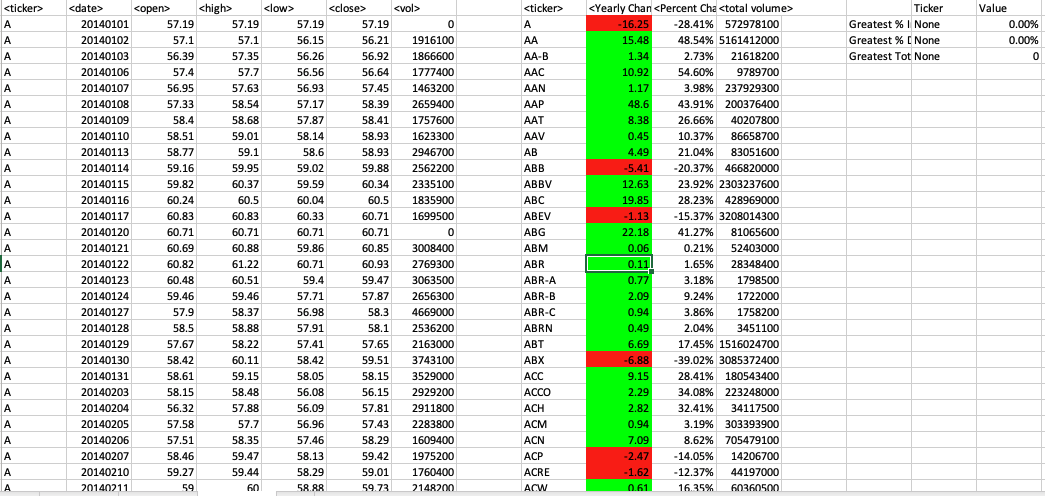 <ticker> <date> <open> <high> <low> <close> <vol> <ticker> <Yearly Chan <Percent Cha <total volume> Ticker Value
A 20140101 57.19 57.19 57.19 57.19 0 A -16.25 -28.41% 572978100 Greatest % I None 0.00%
A 20140102 57.1 57.1 56.15 56.21 1916100 AA 15.48 48.54% 5161412000 Greatest % D None 0.00%
A 20140103 56.39 57.35 56.26 56.92 1866600 AA-B 1.34 2.73% 21618200 Greatest Tot None 0
A 20140106 57.4 57.7 56.56 56.64 1777400 AAC 10.92 54.60% 9789700
A 20140107 56.95 57.63 56.93 57.45 1463200 AAN 1.17 3.98% 237929300
A 20140108 57.33 58.54 57.17 58.39 2659400 AAP 48.6 43.91% 200376400
A 20140109 58.4 58.68 57.87 58.41 1757600 AAT 8.38 26.66% 40207800
A 20140110 58.51 59.01 58.14 58.93 1623300 AAV 0.45 10.37% 86658700
A 20140113 58.77 59.1 58.6 58.93 2946700 AB 4.49 21.04% 83051600
A 20140114 59.16 59.95 59.02 59.88 2562200 ABB -5.41 -20.37% 466820000
A 20140115 59.82 60.37 59.59 60.34 2335100 ABBV 12.63 23.92% 2303237600
A 20140116 60.24 60.5 60.04 60.5 1835900 ABC 19.85 28.23% 428969000
A 20140117 60.83 60.83 60.33 60.71 1699500 ABEV -1.13 -15.37% 3208014300
A 20140120 60.71 60.71 60.71 60.71 0 ABG 22.18 41.27% 81065600
A 20140121 60.69 60.88 59.86 60.85 3008400 ABM 0.06 0.21% 52403000
A 20140122 60.82 61.22 60.71 60.93 2769300 ABR 0.11 1.65% 28348400
A 20140123 60.48 60.51 59.4 59.47 3063500 ABR-A 0.77 3.18% 1798500
A 20140124 59.46 59.46 57.71 57.87 2656300 ABR-B 2.09 9.24% 1722000
A 20140127 57.9 58.37 56.98 58.3 4669000 ABR-C 0.94 3.86% 1758200
A 20140128 58.5 58.88 57.91 58.1 2536200 ABRN 0.49 2.04% 3451100
A 20140129 57.67 58.22 57.41 57.65 2163000 ABT 6.69 17.45% 1516024700
A 20140130 58.42 60.11 58.42 59.51 3743100 ABX -6.88 -39.02% 3085372400
A 20140131 58.61 59.15 58.05 58.15 3529000 ACC 9.15 28.41% 180543400
A 20140203 58.15 58.48 56.08 56.15 2929200 ACCO 2.29 34.08% 223248000
A 20140204 56.32 57.88 56.09 57.81 2911800 ACH 2.82 32.41% 34117500
A 20140205 57.58 57.7 56.96 57.43 2283800 ACM 0.94 3.19% 303393900
A 20140206 57.51 58.35 57.46 58.29 1609400 ACN 7.09 8.62% 705479100
A 20140207 58.46 59.47 58.13 59.42 1975200 ACP -2.47 -14.05% 14206700
A 20140210 59.27 59.44 58.29 59.01 1760400 ACRE -1.62 -12.37% 44197000
A 20140211 59 60 58.88 59.73 2148200 ACW 0.61 16.35% 60360500